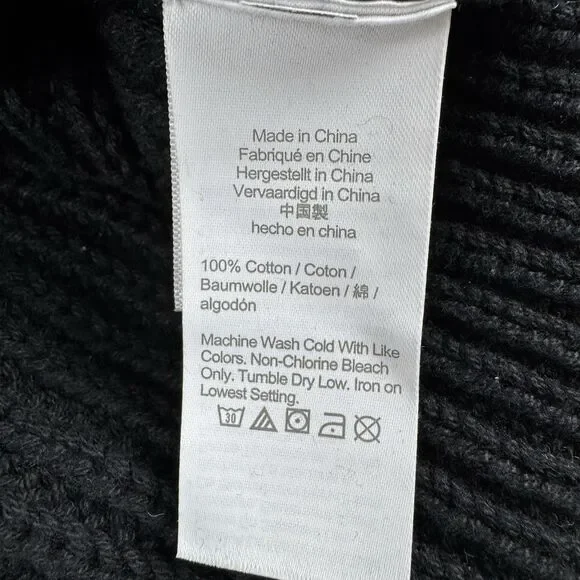 Made in China
Fabriqué en Chine
Hergestellt in China
Vervaardigd in China
中国製
hecho en china
100% Cotton / Coton /
Baumwolle / Katoen / 綿 /
algodón
Machine Wash Cold With Like
Colors. Non-Chlorine Bleach
Only. Tumble Dry Low. Iron on
Lowest Setting.
30